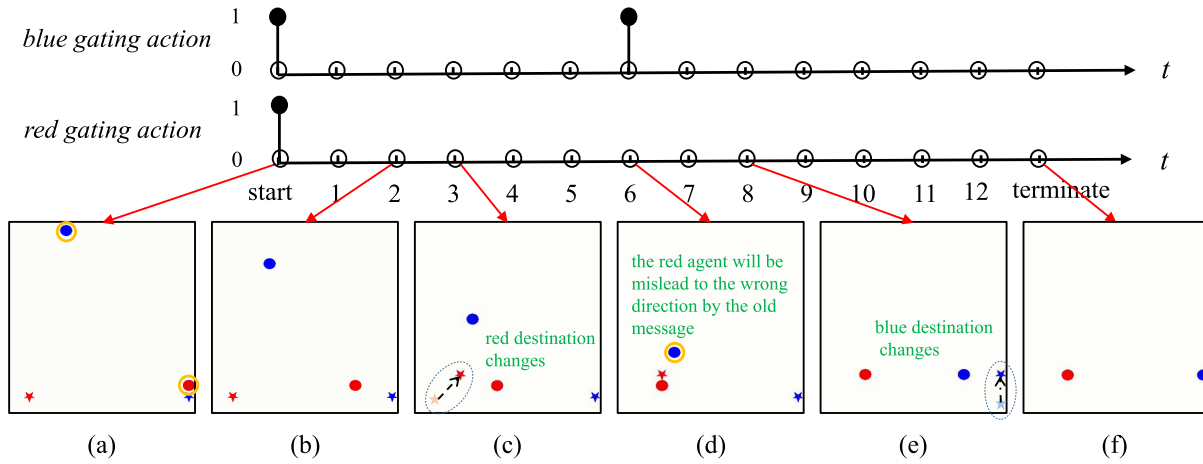 1
blue gating action
0
t
1
red gating action
0
t
start 1 2 3 4 5 6 7 8 9 10 11 12 terminate
the red agent will be
mislead to the wrong
direction by the old
message
red destination
changes
blue destination
changes
(a) (b) (c) (d) (e) (f)